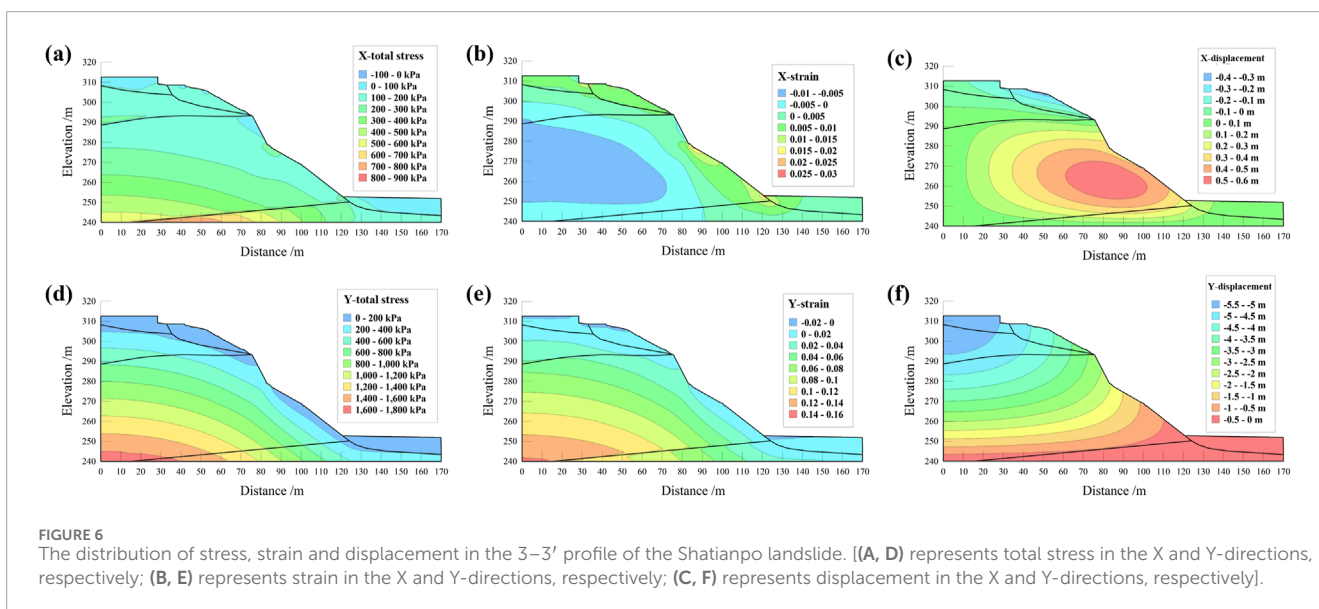 (a)
X-total stress
-100 - 0 kPa
0 - 100 kPa
100 - 200 kPa
200 - 300 kPa
300 - 400 kPa
400 - 500 kPa
500 - 600 kPa
600 - 700 kPa
700 - 800 kPa
800 - 900 kPa
320
310
300
290
280
270
260
250
240
Elevation /m
0 10 20 30 40 50 60 70 80 90 100 110 120 130 140 150 160 170
Distance /m
(b)
X-strain
-0.01 - -0.005
-0.005 - 0
0 - 0.005
0.005 - 0.01
0.01 - 0.015
0.015 - 0.02
0.02 - 0.025
0.025 - 0.03
320
310
300
290
280
270
260
250
240
Elevation /m
0 10 20 30 40 50 60 70 80 90 100 110 120 130 140 150 160 170
Distance /m
(c)
X-displacement
-0.4 - -0.3 m
-0.3 - -0.2 m
-0.2 - -0.1 m
-0.1 - 0 m
0 - 0.1 m
0.1 - 0.2 m
0.2 - 0.3 m
0.3 - 0.4 m
0.4 - 0.5 m
0.5 - 0.6 m
320
310
300
290
280
270
260
250
240
Elevation /m
0 10 20 30 40 50 60 70 80 90 100 110 120 130 140 150 160 170
Distance /m
(d)
Y-total stress
0 - 200 kPa
200 - 400 kPa
400 - 600 kPa
600 - 800 kPa
800 - 1,000 kPa
1,000 - 1,200 kPa
1,200 - 1,400 kPa
1,400 - 1,600 kPa
1,600 - 1,800 kPa
320
310
300
290
280
270
260
250
240
Elevation /m
0 10 20 30 40 50 60 70 80 90 100 110 120 130 140 150 160 170
Distance /m
(e)
Y-strain
-0.02 - 0
0 - 0.02
0.02 - 0.04
0.04 - 0.06
0.06 - 0.08
0.08 - 0.1
0.1 - 0.12
0.12 - 0.14
0.14 - 0.16
320
310
300
290
280
270
260
250
240
Elevation /m
0 10 20 30 40 50 60 70 80 90 100 110 120 130 140 150 160 170
Distance /m
(f)
Y-displacement
-5.5 - -5 m
-5 - -4.5 m
-4.5 - -4 m
-4 - -3.5 m
-3.5 - -3 m
-3 - -2.5 m
-2.5 - -2 m
-2 - -1.5 m
-1.5 - -1 m
-1 - -0.5 m
-0.5 - 0 m
320
310
300
290
280
270
260
250
240
Elevation /m
0 10 20 30 40 50 60 70 80 90 100 110 120 130 140 150 160 170
Distance /m
FIGURE 6
The distribution of stress, strain and displacement in the 3–3′ profile of the Shatianpo landslide. [(A, D) represents total stress in the X and Y-directions,
respectively; (B, E) represents strain in the X and Y-directions, respectively; (C, F) represents displacement in the X and Y-directions, respectively].